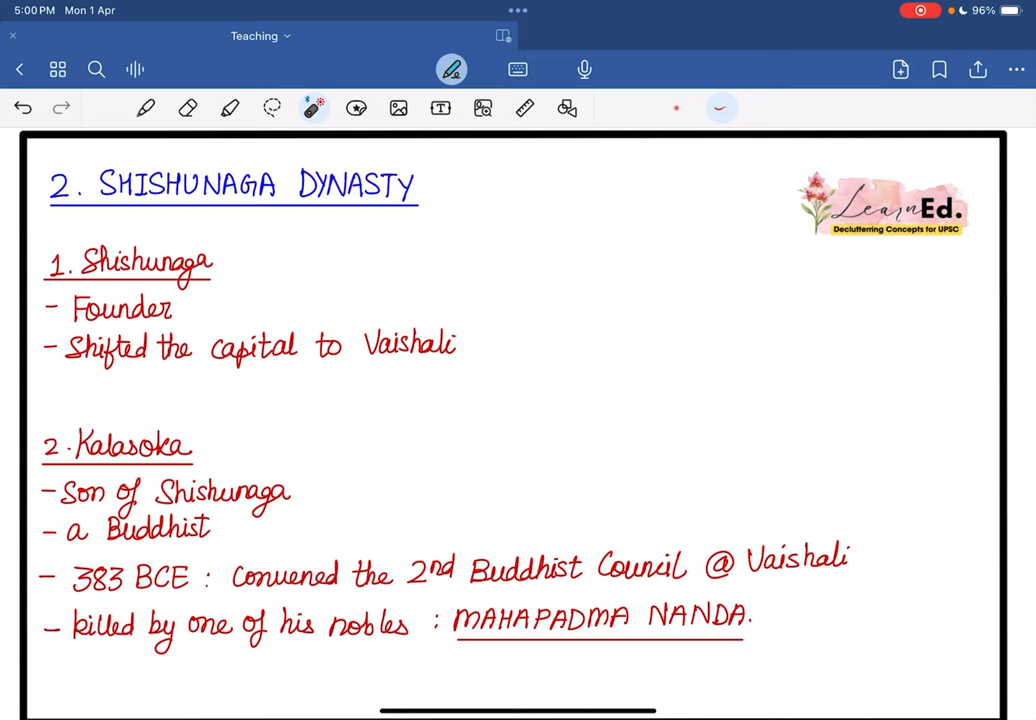 5:00 PM Mon 1 Apr
96%
Teaching
2. SHISHUNAGA DYNASTY
LearnEd.
Decluttering Concepts for UPSC
1. Shishunaga
- Founder
- Shifted the capital to Vaishali
2. Kalasoka
- Son of Shishunaga
- a Buddhist
- 383 BCE : Convened the 2nd Buddhist Council @ Vaishali
- killed by one of his nobles : MAHAPADMA NANDA.